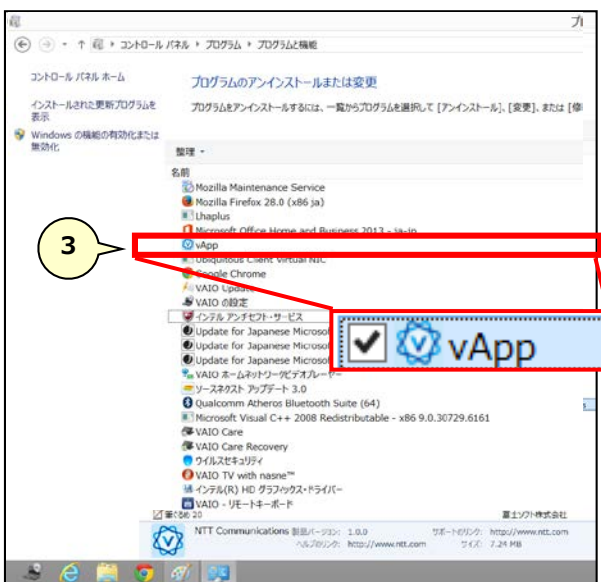 プ
コントロール パネル ▸ プログラム ▸ プログラムと機能
コントロール パネル ホーム
インストールされた更新プログラムを
表示
Windows の機能の有効化または
無効化
プログラムのアンインストールまたは変更
プログラムをアンインストールするには、一覧からプログラムを選択して [アンインストール]、[変更]、または [修
整理
名前
Mozilla Maintenance Service
Mozilla Firefox 28.0 (x86 ja)
Lhaplus
Microsoft Office Home and Business 2013 - ja-jp
3
vApp
Ubiquitous Client Virtual NIC
Google Chrome
VAIO Update
VAIO の設定
インテル アンチセフト・サービス
Update for Japanese Microsof
Update for Japanese Microsof
Update for Japanese Microsof
vApp
VAIO ホームネットワークビデオプレーヤー
ソースネクスト アップデート 3.0
Qualcomm Atheros Bluetooth Suite (64)
Microsoft Visual C++ 2008 Redistributable - x86 9.0.30729.6161
VAIO Care
VAIO Care Recovery
ウイルスセキュリティ
VAIO TV with nasne™
インテル(R) HD グラフィックス・ドライバー
VAIO - リモートキーボード
筆ぐるめ 20 富士ソフト株式会社
NTT Communications 製品バージョン: 1.0.0 サポートのリンク: http://www.ntt.com
ヘルプのリンク: http://www.ntt.com サイズ: 7.24 MB